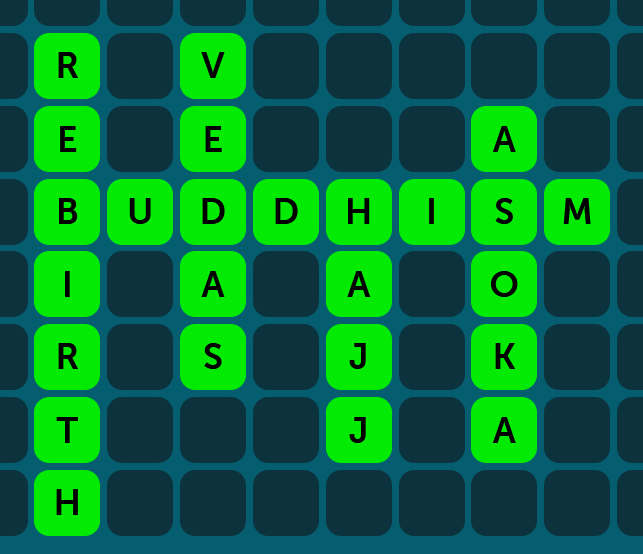 R V
E E A
BUDDHISM
I A A O
R S J K
T J A
H